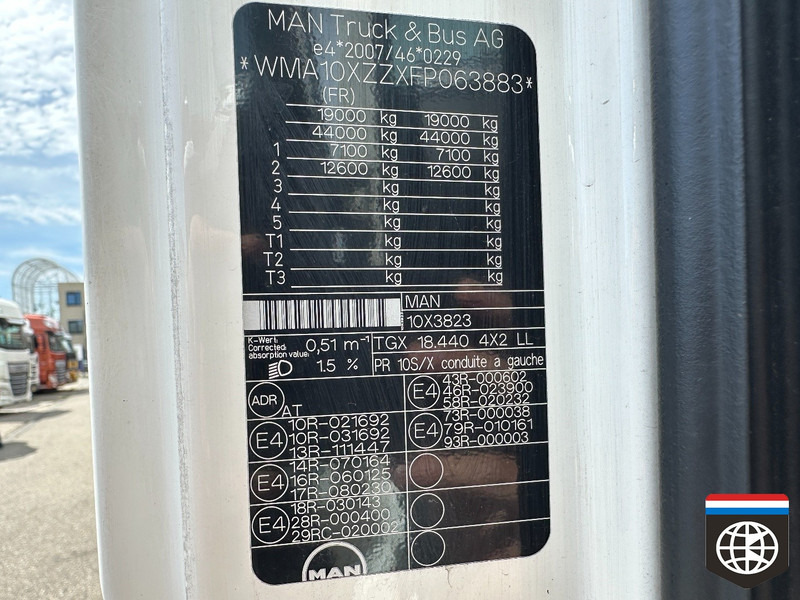 MAN Truck & Bus AG
e4*2007/46*0229
*WMA10XZZXFP063883*
(FR)
19000 kg 19000 kg
44000 kg 44000 kg
1 7100 kg 7100 kg
2 12600 kg 12600 kg
3 kg kg
4 kg kg
5 kg kg
T1 kg kg
T2 kg kg
T3 kg kg
MAN
10X3823
K-Wert:
Corrected
absorption value: 0,51 m⁻¹
TGX 18.440 4X2 LL
1.5 %
PR 10S/X conduite a gauche
ADR AT
E4 43R-000602
46R-023900
58R-020232
E4 10R-021692
10R-031692
13R-111447
E4 73R-000038
79R-010161
93R-000003
E4 14R-070164
16R-060125
17R-080230
E4 18R-030143
28R-000400
29RC-020002
MAN